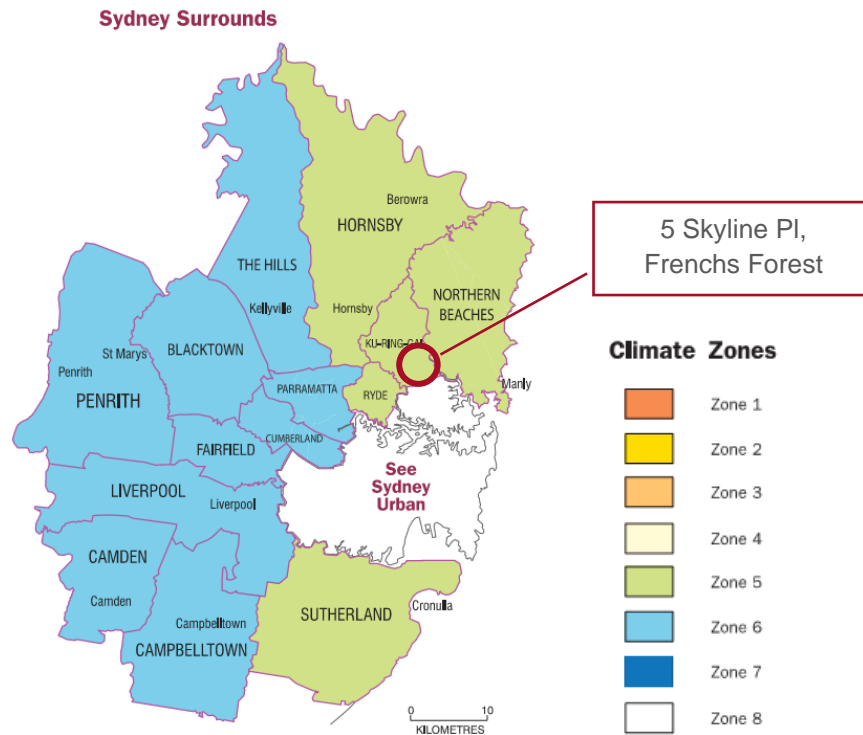 Sydney Surrounds
Berowra
HORNSBY
THE HILLS
Hornsby
NORTHERN
BEACHES
Kellyville
KU-RING-GAI
St Marys
BLACKTOWN
Penrith
PENRITH
PARRAMATTA
RYDE
Manly
CUMBERLAND
FAIRFIELD
See
Sydney
Urban
LIVERPOOL
Liverpool
CAMDEN
Camden
Campbelltown
CAMPBELLTOWN
SUTHERLAND
Cronulla
0 10
KILOMETRES
5 Skyline Pl,
Frenchs Forest
Climate Zones
Zone 1
Zone 2
Zone 3
Zone 4
Zone 5
Zone 6
Zone 7
Zone 8